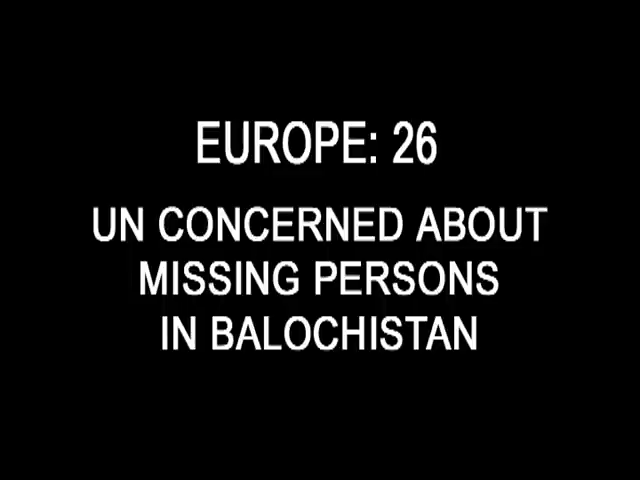 EUROPE: 26
UN CONCERNED ABOUT
MISSING PERSONS
IN BALOCHISTAN